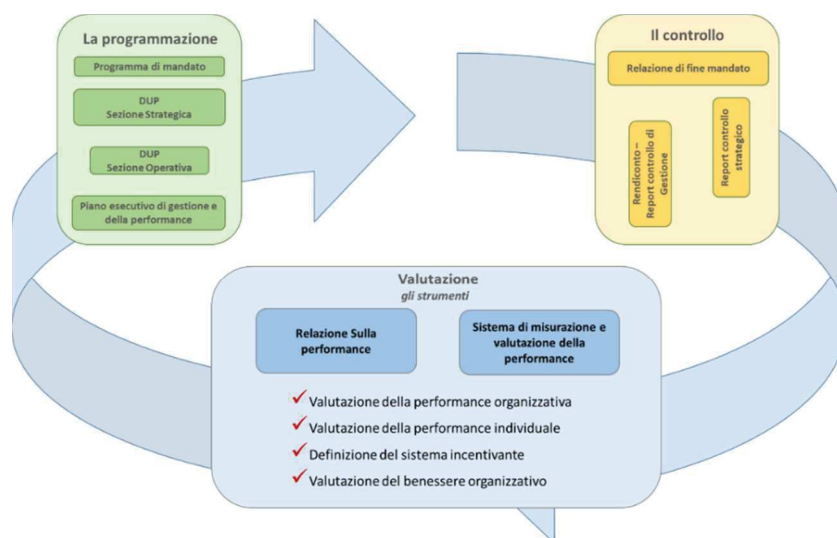 La programmazione
Programma di mandato
DUP
Sezione Strategica
DUP
Sezione Operativa
Piano esecutivo di gestione e
della performance
Il controllo
Relazione di fine mandato
Rendiconto –
Report controllo di
Gestione
Report controllo
strategico
Valutazione
gli strumenti
Relazione Sulla
performance
Sistema di misurazione e
valutazione della
performance
Valutazione della performance organizzativa
Valutazione della performance individuale
Definizione del sistema incentivante
Valutazione del benessere organizzativo